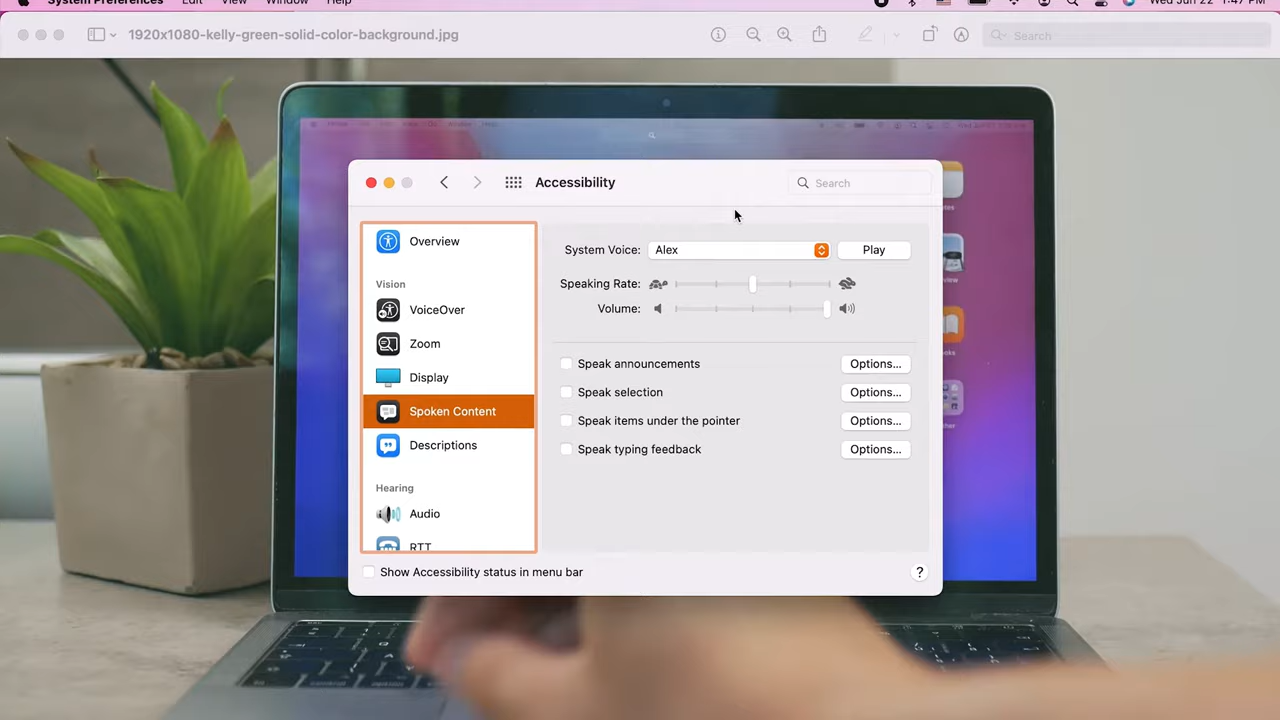 System Preferences Edit View Window Help Wed Jun 22 1:47 PM
1920x1080-kelly-green-solid-color-background.jpg Search
Accessibility Search
Overview
Vision
VoiceOver
Zoom
Display
Spoken Content
Descriptions
Hearing
Audio
RTT
System Voice: Alex Play
Speaking Rate:
Volume:
Speak announcements Options...
Speak selection Options...
Speak items under the pointer Options...
Speak typing feedback Options...
Show Accessibility status in menu bar ?